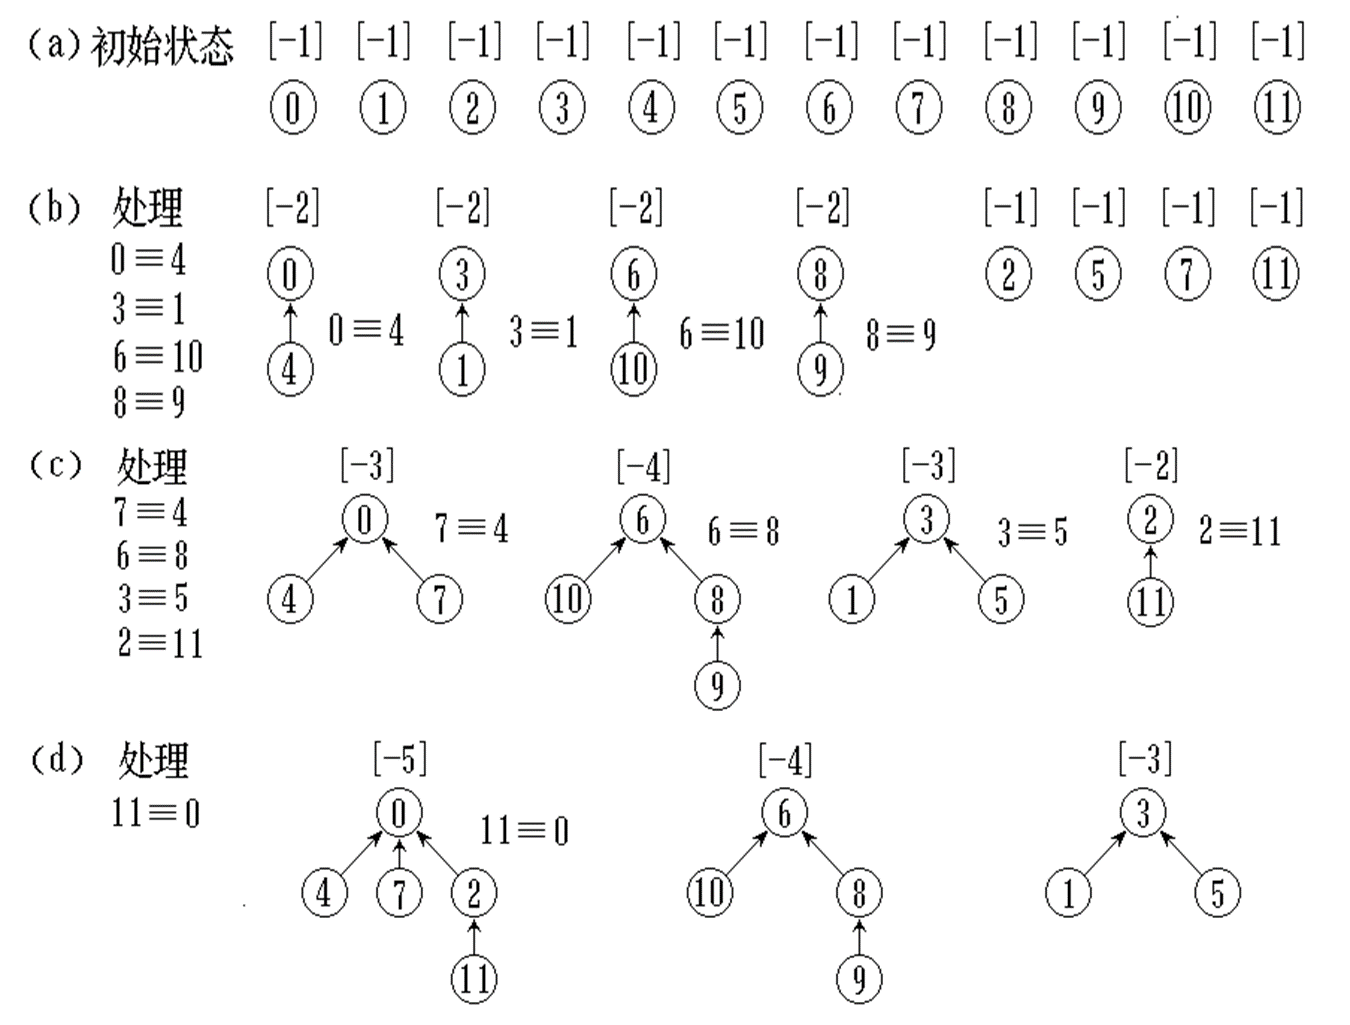 (a) 初始状态 [-1] [-1] [-1] [-1] [-1] [-1] [-1] [-1] [-1] [-1] [-1] [-1]
0 1 2 3 4 5 6 7 8 9 10 11
(b) 处理 [-2] [-2] [-2] [-2] [-1] [-1] [-1] [-1]
0≡4 0 3 6 8 2 5 7 11
3≡1 0≡4 3≡1 6≡10 8≡9
6≡10 4 1 10 9
8≡9
(c) 处理 [-3] [-4] [-3] [-2]
7≡4 0 7≡4 6 6≡8 3 3≡5 2 2≡11
6≡8
3≡5 4 7 10 8 1 5 11
2≡11
9
(d) 处理 [-5] [-4] [-3]
11≡0 0 11≡0 6 3
4 7 2 10 8 1 5
11 9